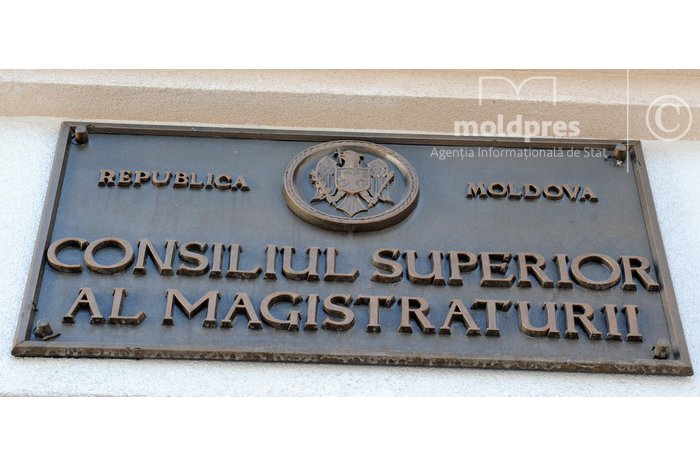 moldpres
©
Agenția Informațională de Stat
REPUBLICA MOLDOVA
CONSILIUL SUPERIOR
AL MAGISTRATURII